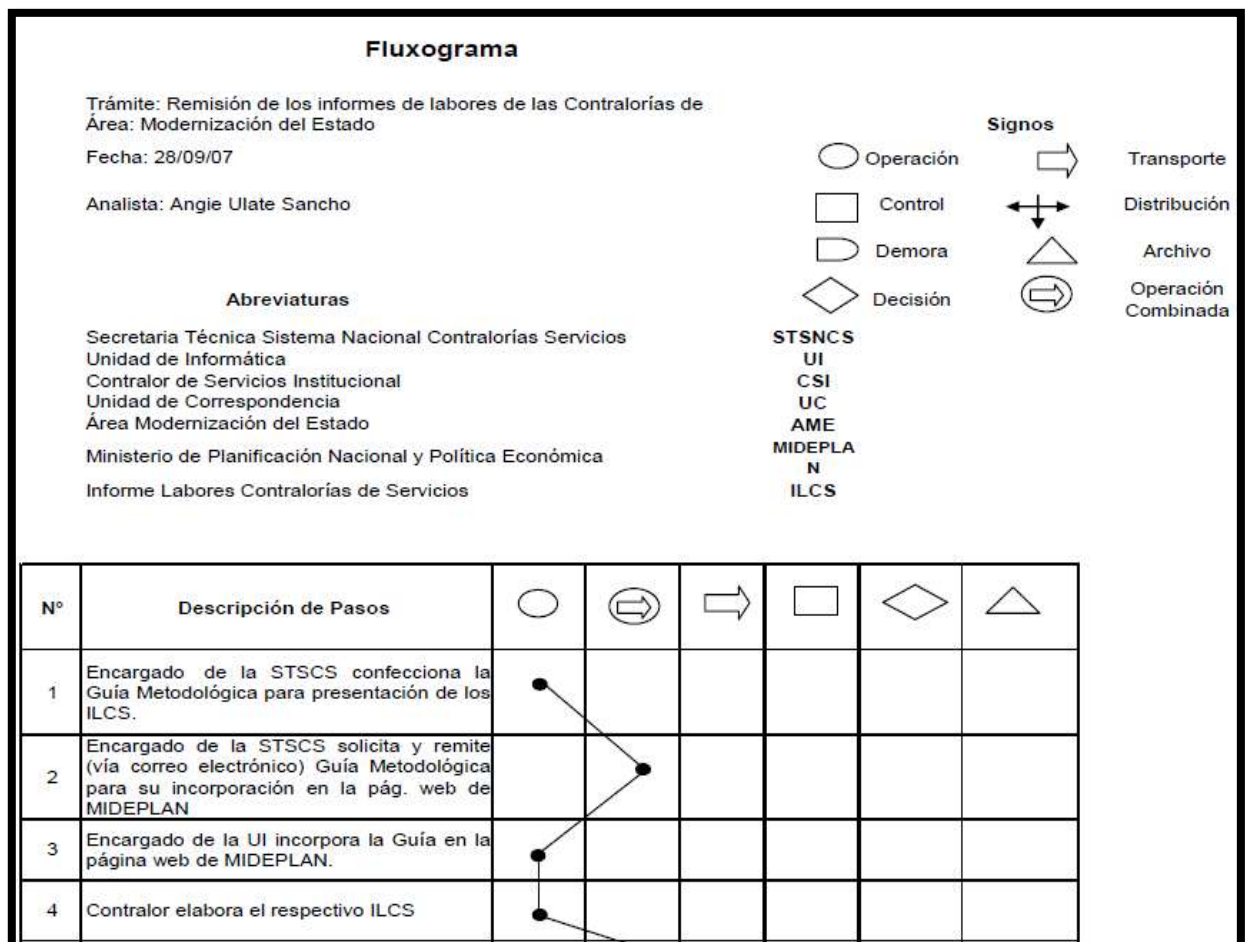 Fluxograma
Trámite: Remisión de los informes de labores de las Contralorías de
Área: Modernización del Estado
Signos
Fecha: 28/09/07
Operación
Transporte
Analista: Angie Ulate Sancho
Control
Distribución
Demora
Archivo
Abreviaturas
Decisión
Operación
Combinada
Secretaria Técnica Sistema Nacional Contralorías Servicios STSNCS
Unidad de Informática UI
Contralor de Servicios Institucional CSI
Unidad de Correspondencia UC
Área Modernización del Estado AME
Ministerio de Planificación Nacional y Política Económica MIDEPLA
N
Informe Labores Contralorías de Servicios ILCS
N° Descripción de Pasos
1
Encargado de la STSCS confecciona la
Guía Metodológica para presentación de los
ILCS.
2
Encargado de la STSCS solicita y remite
(vía correo electrónico) Guía Metodológica
para su incorporación en la pág. web de
MIDEPLAN
3
Encargado de la UI incorpora la Guía en la
página web de MIDEPLAN.
4
Contralor elabora el respectivo ILCS